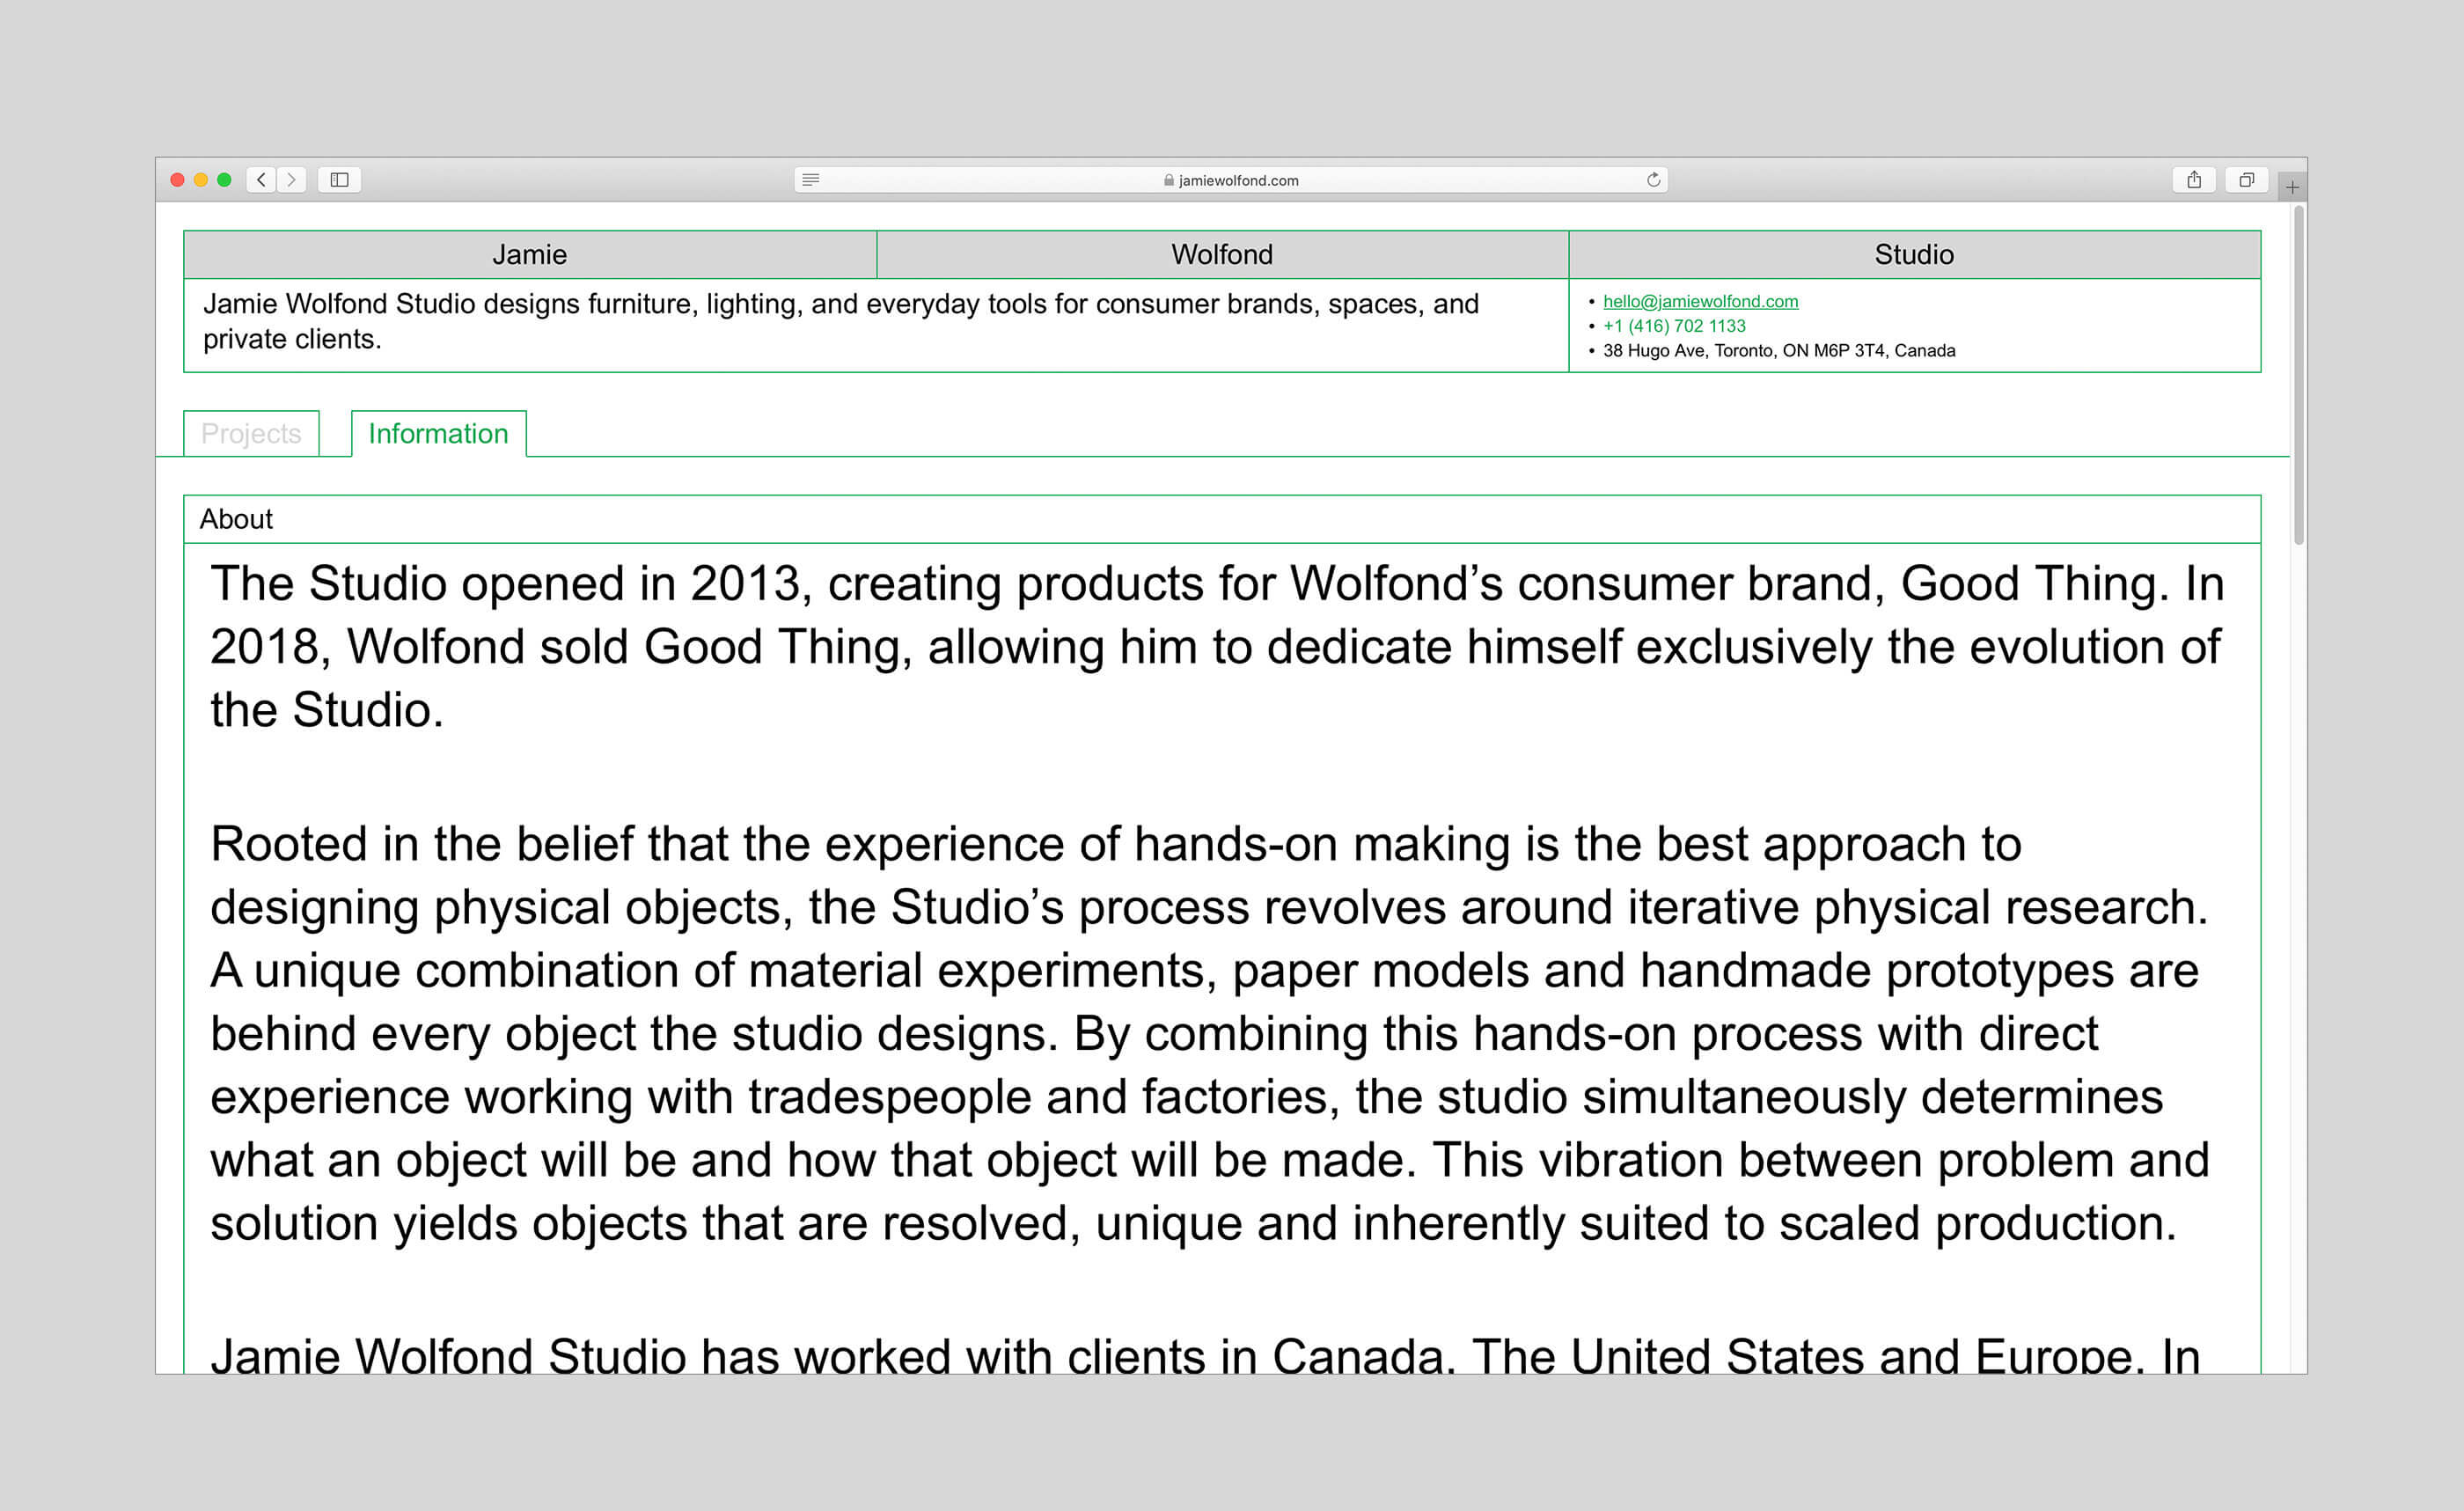 jamiewolfond.com
Jamie
Wolfond
Studio
Jamie Wolfond Studio designs furniture, lighting, and everyday tools for consumer brands, spaces, and
private clients.
• hello@jamiewolfond.com
• +1 (416) 702 1133
• 38 Hugo Ave, Toronto, ON M6P 3T4, Canada
Projects
Information
About
The Studio opened in 2013, creating products for Wolfond’s consumer brand, Good Thing. In
2018, Wolfond sold Good Thing, allowing him to dedicate himself exclusively the evolution of
the Studio.
Rooted in the belief that the experience of hands-on making is the best approach to
designing physical objects, the Studio’s process revolves around iterative physical research.
A unique combination of material experiments, paper models and handmade prototypes are
behind every object the studio designs. By combining this hands-on process with direct
experience working with tradespeople and factories, the studio simultaneously determines
what an object will be and how that object will be made. This vibration between problem and
solution yields objects that are resolved, unique and inherently suited to scaled production.
Jamie Wolfond Studio has worked with clients in Canada, The United States and Europe. In